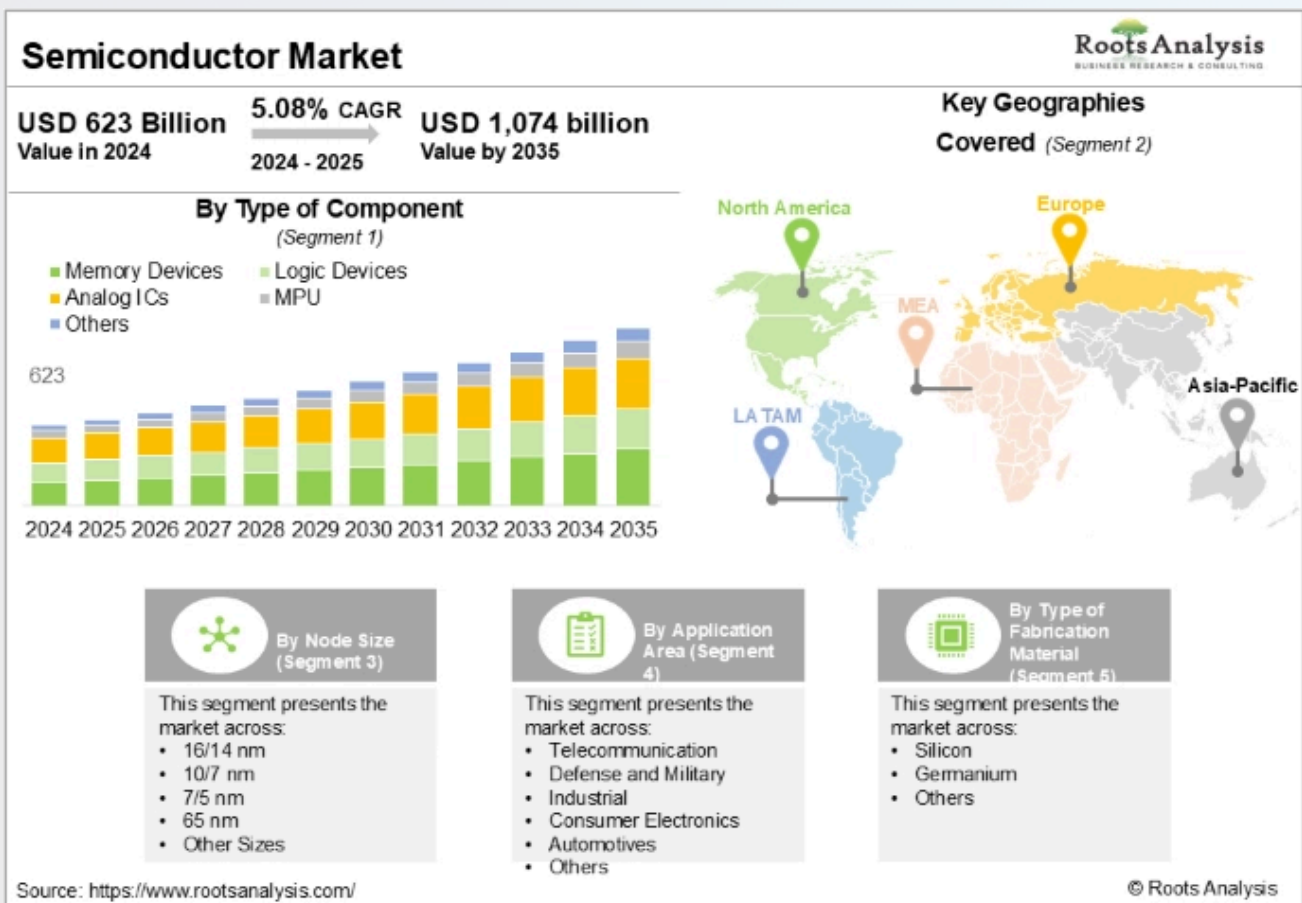 Semiconductor Market
Roots Analysis
BUSINESS RESEARCH & CONSULTING
USD 623 Billion
Value in 2024
5.08% CAGR
2024 - 2025
USD 1,074 billion
Value by 2035
Key Geographies
Covered (Segment 2)
By Type of Component
(Segment 1)
Memory Devices
Logic Devices
Analog ICs
MPU
Others
623
2024 2025 2026 2027 2028 2029 2030 2031 2032 2033 2034 2035
North America
Europe
MEA
LATAM
Asia-Pacific
By Node Size
(Segment 3)
This segment presents the
market across:
• 16/14 nm
• 10/7 nm
• 7/5 nm
• 65 nm
• Other Sizes
By Application
Area (Segment
4)
This segment presents the
market across:
• Telecommunication
• Defense and Military
• Industrial
• Consumer Electronics
• Automotives
• Others
By Type of
Fabrication
Material
(Segment 5)
This segment presents the
market across:
• Silicon
• Germanium
• Others
Source: https://www.rootsanalysis.com/
© Roots Analysis